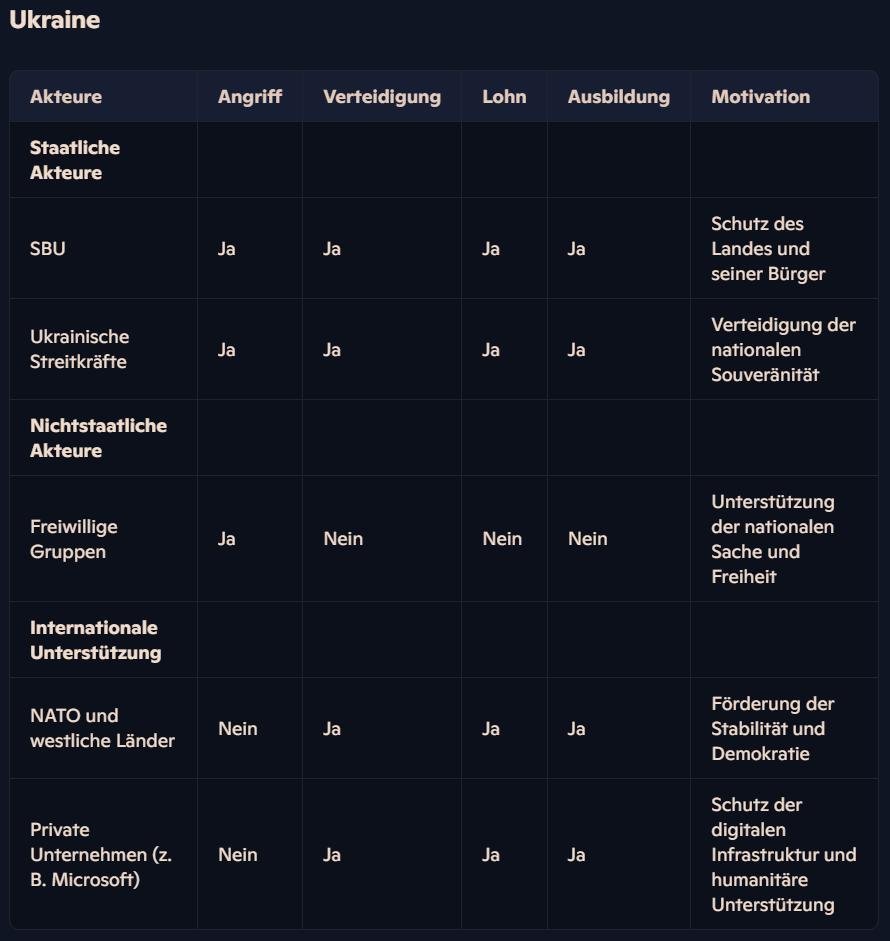 Ukraine
Akteure Angriff Verteidigung Lohn Ausbildung Motivation
Staatliche
Akteure
SBU Ja Ja Ja Ja Schutz des
Landes und
seiner Bürger
Ukrainische
Streitkräfte Ja Ja Ja Ja Verteidigung der
nationalen
Souveränität
Nichtstaatliche
Akteure
Freiwillige
Gruppen Ja Nein Nein Nein Unterstützung
der nationalen
Sache und
Freiheit
Internationale
Unterstützung
NATO und
westliche Länder Nein Ja Ja Ja Förderung der
Stabilität und
Demokratie
Private
Unternehmen (z.
B. Microsoft) Nein Ja Ja Ja Schutz der
digitalen
Infrastruktur und
humanitäre
Unterstützung